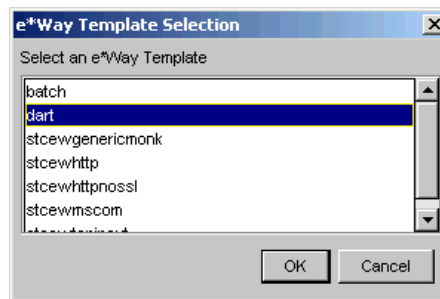 e*Way Template Selection
Select an e*Way Template
batch
dart
stcewgenericmonk
stcewhttp
stcewhttpnossl
stcewmscom
OK Cancel